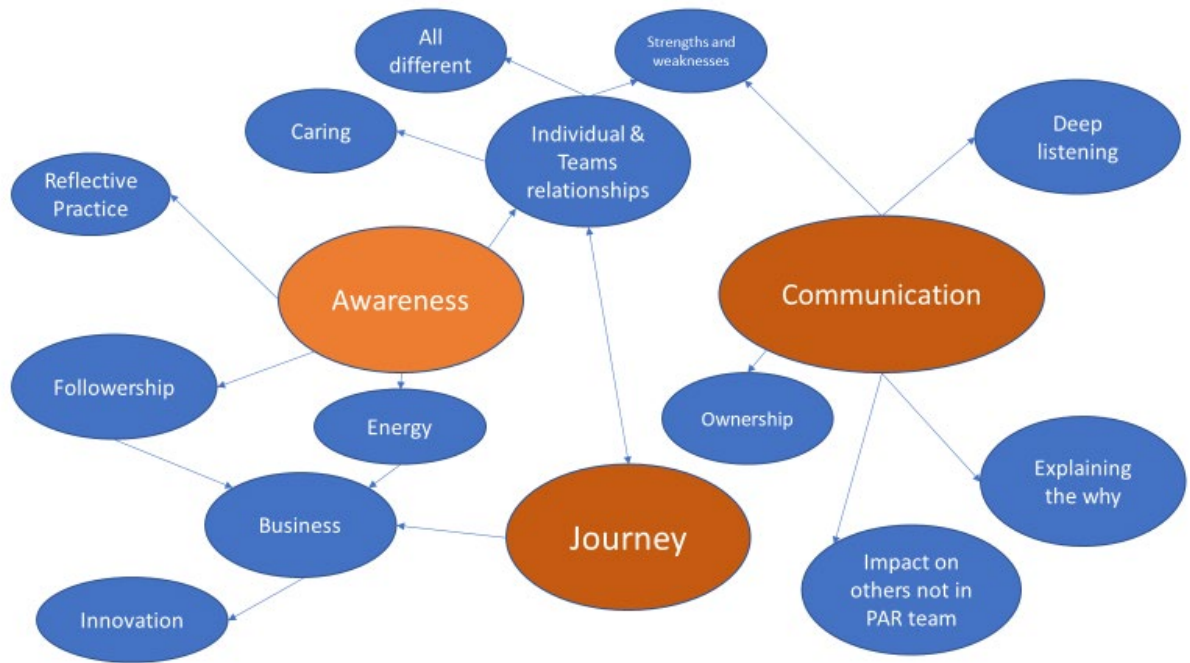 All
different
Strengths and
weaknesses
Caring
Individual &
Teams
relationships
Deep
listening
Reflective
Practice
Awareness
Communication
Followership
Energy
Ownership
Business
Journey
Explaining
the why
Innovation
Impact on
others not in
PAR team